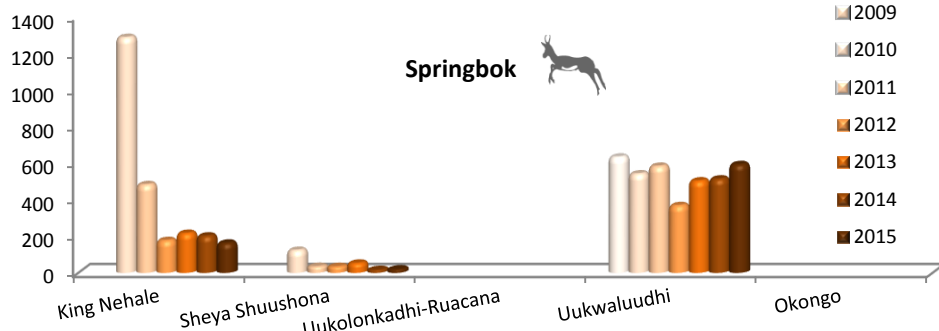 1400
1200
1000
800
600
400
200
0
Springbok
2009
2010
2011
2012
2013
2014
2015
King Nehale
Sheya Shuushona
Uukolonkadhi-Ruacana
Uukwaluudhi
Okongo